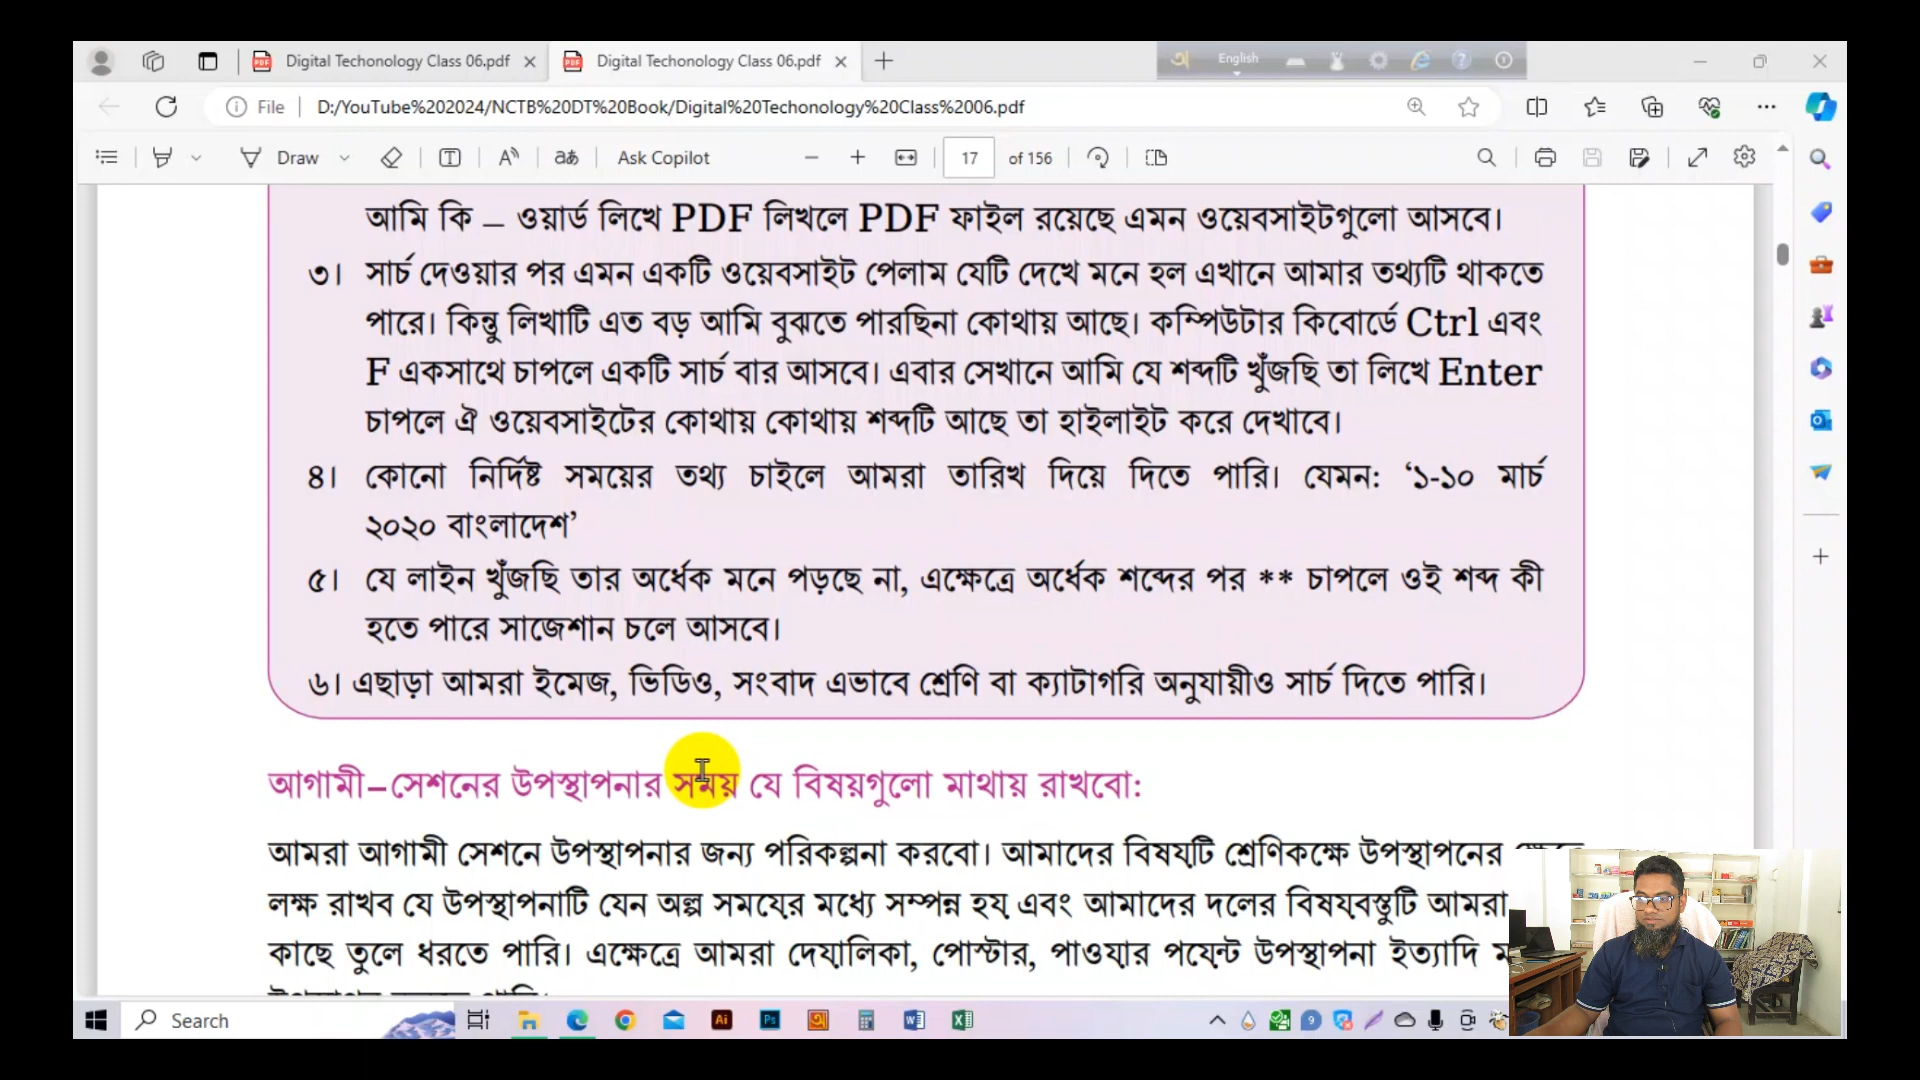 Digital Techonology Class 06.pdf
Digital Techonology Class 06.pdf
English
File
D:/YouTube%202024/NCTB%20DT%20Book/Digital%20Techonology%20Class%2006.pdf
Draw
Ask Copilot
17 of 156
আমি কি – ওয়ার্ড লিখে PDF লিখলে PDF ফাইল রয়েছে এমন ওয়েবসাইটগুলো আসবে।
৩। সার্চ দেওয়ার পর এমন একটি ওয়েবসাইট পেলাম যেটি দেখে মনে হল এখানে আমার তথ্যটি থাকতে
পারে। কিন্তু লিখাটি এত বড় আমি বুঝতে পারছিনা কোথায় আছে। কম্পিউটার কিবোর্ডে Ctrl এবং
F একসাথে চাপলে একটি সার্চ বার আসবে। এবার সেখানে আমি যে শব্দটি খুঁজছি তা লিখে Enter
চাপলে ঐ ওয়েবসাইটের কোথায় কোথায় শব্দটি আছে তা হাইলাইট করে দেখাবে।
৪। কোনো নির্দিষ্ট সময়ের তথ্য চাইলে আমরা তারিখ দিয়ে দিতে পারি। যেমন: ‘১-১০ মার্চ
২০২০ বাংলাদেশ’
৫। যে লাইন খুঁজছি তার অর্ধেক মনে পড়ছে না, এক্ষেত্রে অর্ধেক শব্দের পর ** চাপলে ওই শব্দ কী
হতে পারে সাজেশান চলে আসবে।
৬। এছাড়া আমরা ইমেজ, ভিডিও, সংবাদ এভাবে শ্রেণি বা ক্যাটাগরি অনুযায়ীও সার্চ দিতে পারি।
আগামী–সেশনের উপস্থাপনার সময় যে বিষয়গুলো মাথায় রাখবো:
আমরা আগামী সেশনে উপস্থাপনার জন্য পরিকল্পনা করবো। আমাদের বিষয়টি শ্রেণিকক্ষে উপস্থাপনের
লক্ষ রাখব যে উপস্থাপনাটি যেন অল্প সময়ের মধ্যে সম্পন্ন হয় এবং আমাদের দলের বিষয়বস্তুটি আমরা
কাছে তুলে ধরতে পারি। এক্ষেত্রে আমরা দেয়ালিকা, পোস্টার, পাওয়ার পয়েন্ট উপস্থাপনা ইত্যাদি
Search